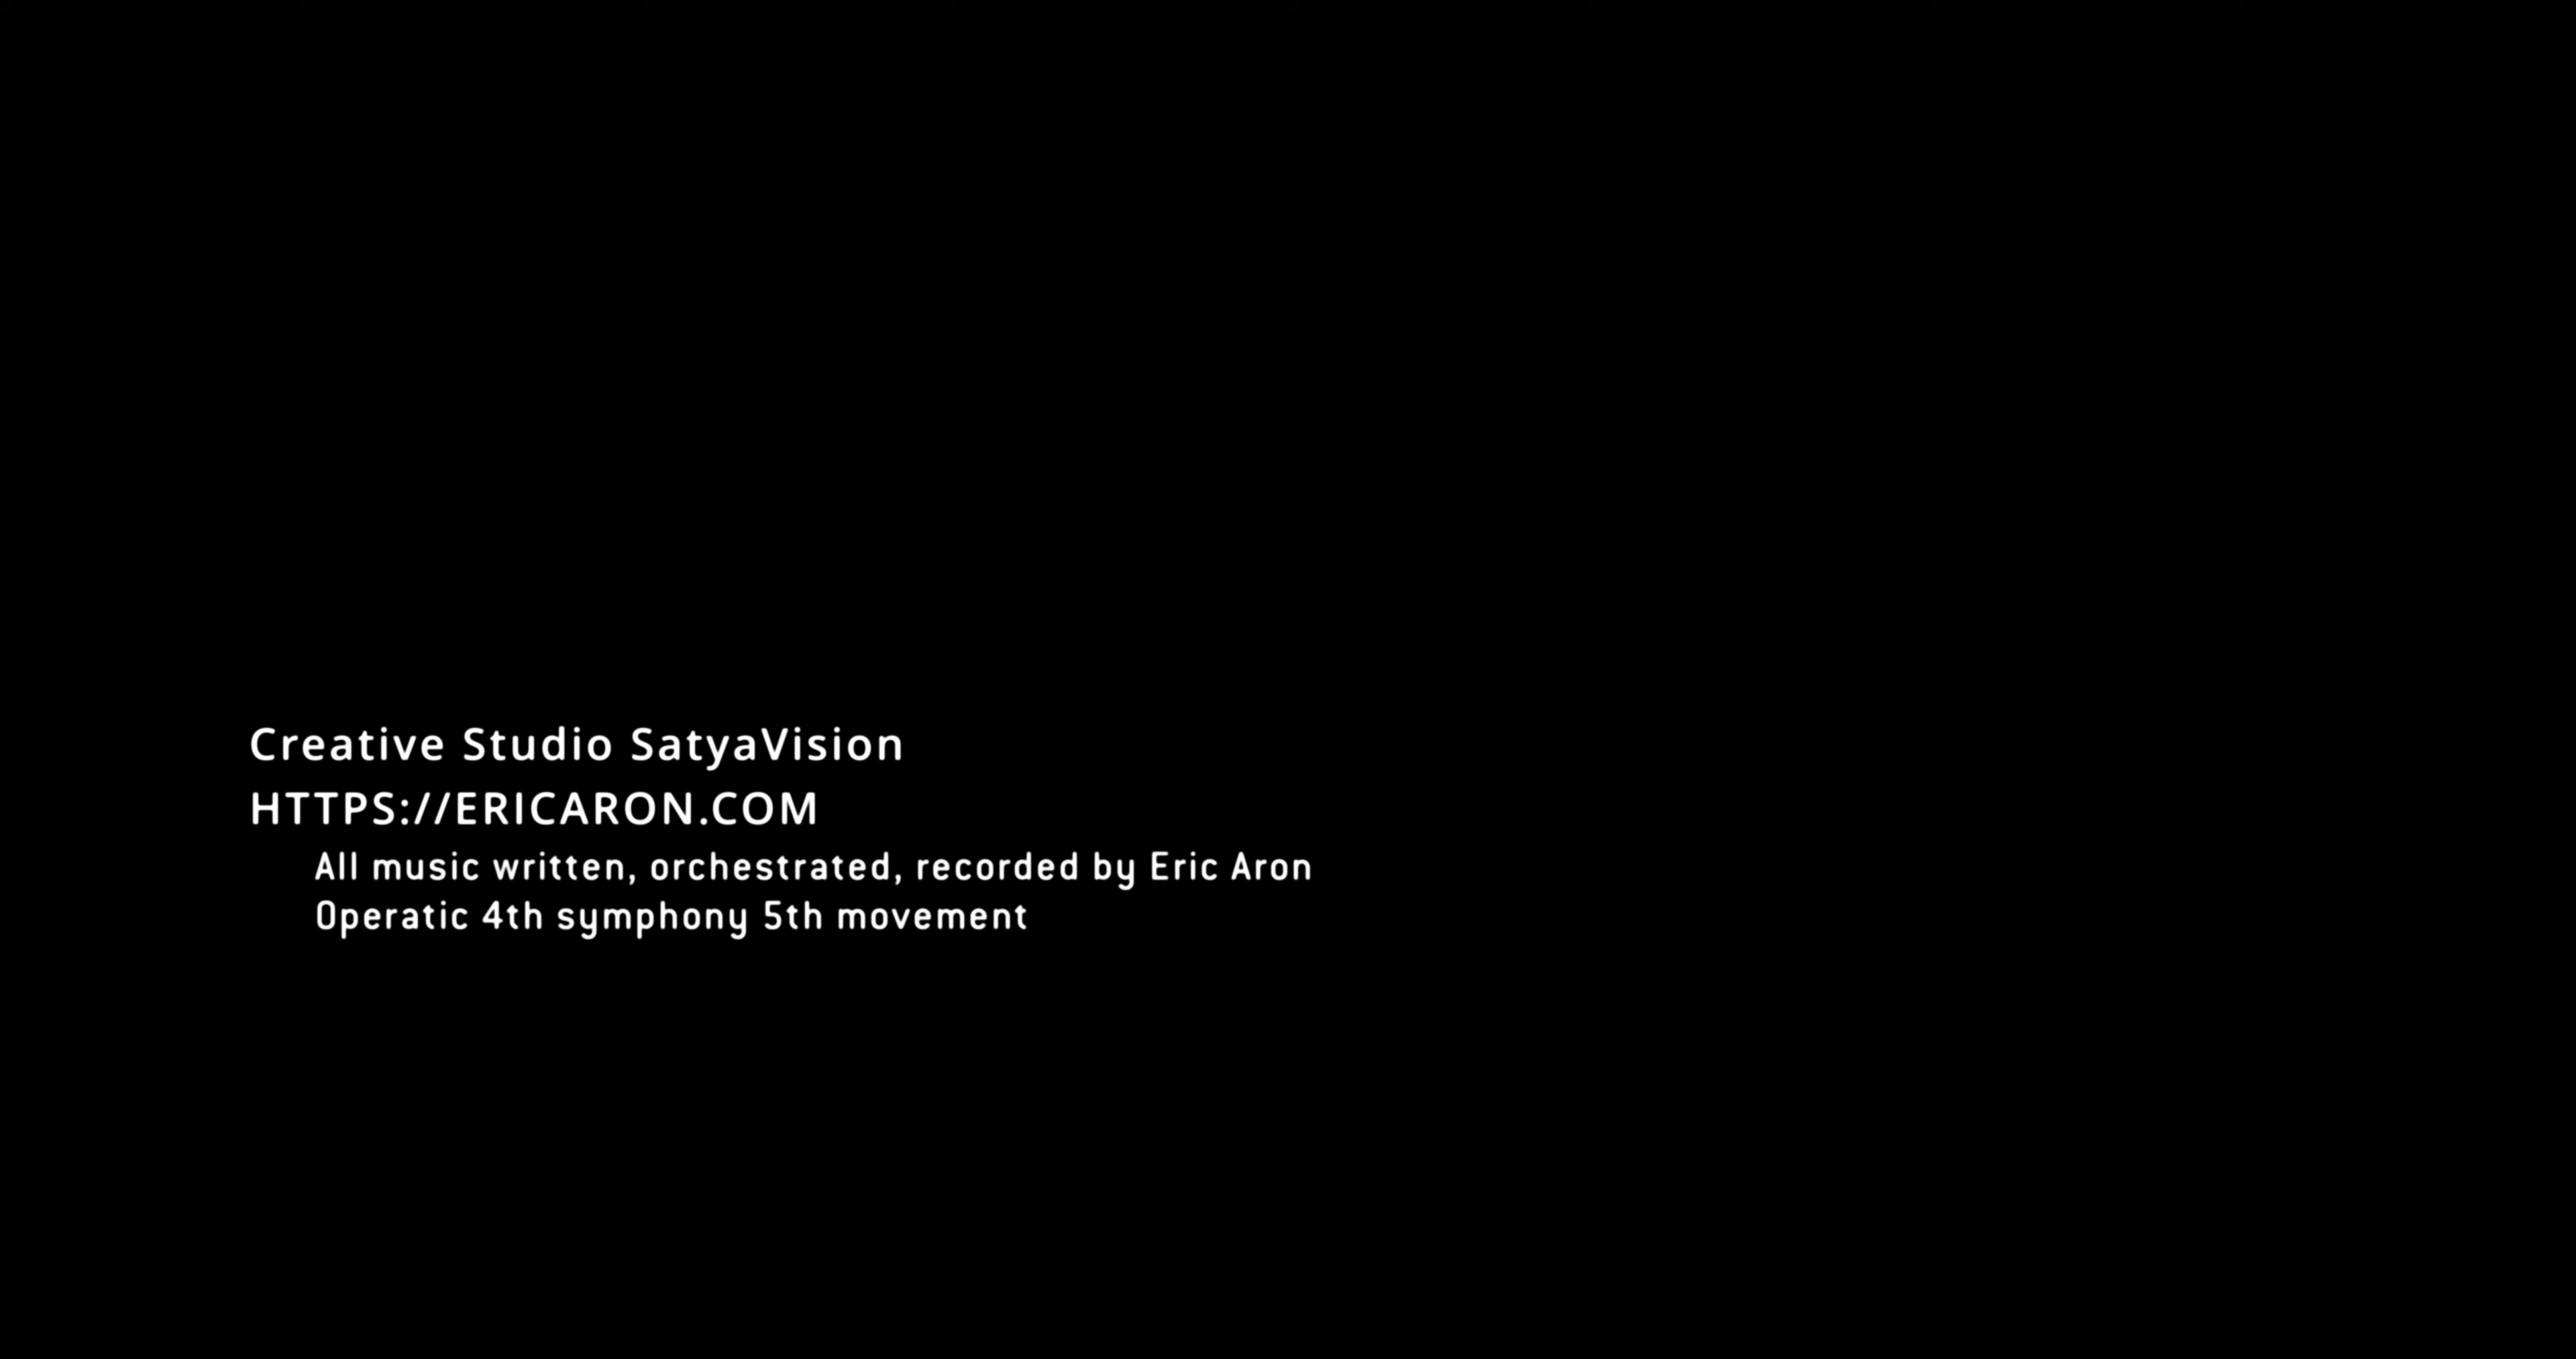 Creative Studio SatyaVision
HTTPS://ERICARON.COM
All music written, orchestrated, recorded by Eric Aron
Operatic 4th symphony 5th movement